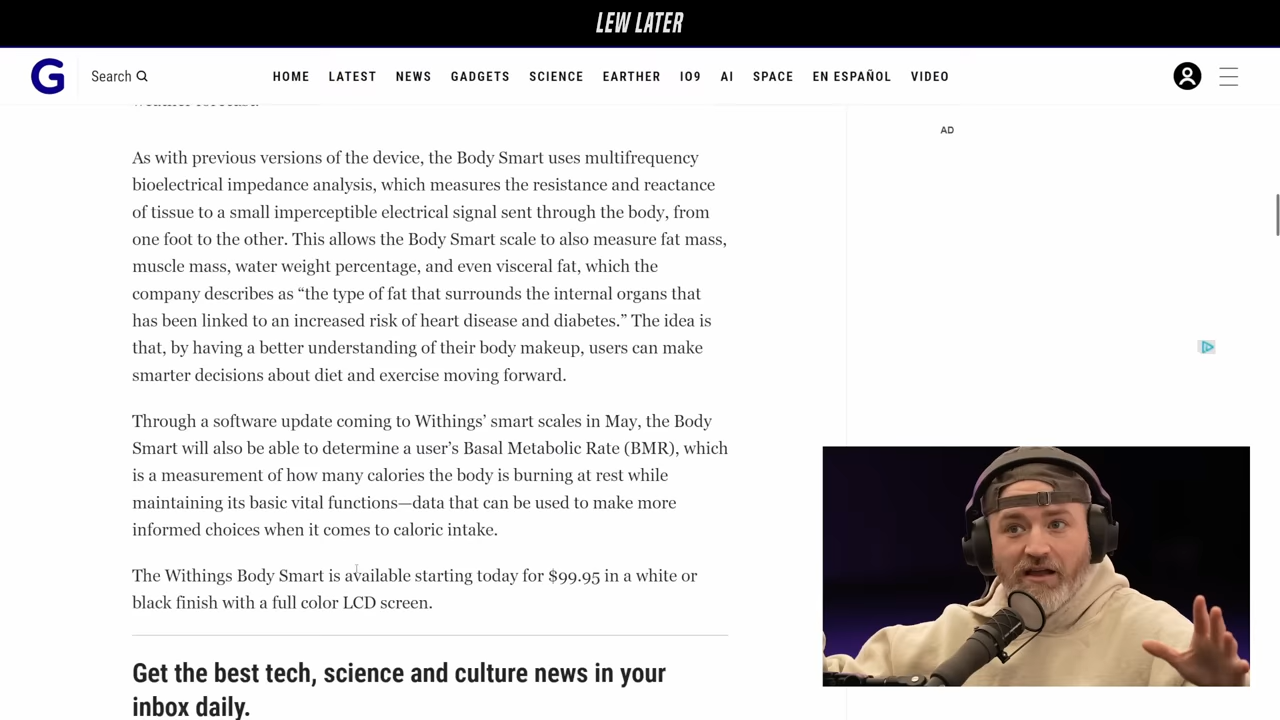 LEW LATER
G
Search
HOME LATEST NEWS GADGETS SCIENCE EARTHER IO9 AI SPACE EN ESPAÑOL VIDEO
AD
As with previous versions of the device, the Body Smart uses multifrequency
bioelectrical impedance analysis, which measures the resistance and reactance
of tissue to a small imperceptible electrical signal sent through the body, from
one foot to the other. This allows the Body Smart scale to also measure fat mass,
muscle mass, water weight percentage, and even visceral fat, which the
company describes as “the type of fat that surrounds the internal organs that
has been linked to an increased risk of heart disease and diabetes.” The idea is
that, by having a better understanding of their body makeup, users can make
smarter decisions about diet and exercise moving forward.
Through a software update coming to Withings’ smart scales in May, the Body
Smart will also be able to determine a user’s Basal Metabolic Rate (BMR), which
is a measurement of how many calories the body is burning at rest while
maintaining its basic vital functions—data that can be used to make more
informed choices when it comes to caloric intake.
The Withings Body Smart is available starting today for $99.95 in a white or
black finish with a full color LCD screen.
Get the best tech, science and culture news in your
inbox daily.